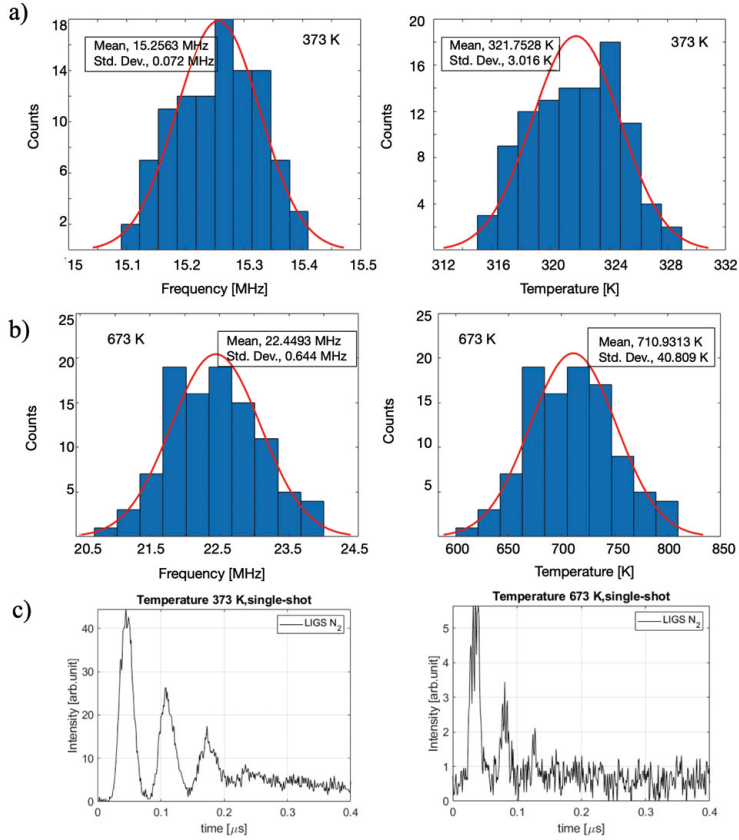 a)
18
14
10
6
2
Counts
Mean, 15.2563 MHz
Std. Dev., 0.072 MHz
373 K
15
15.1
15.2
15.3
15.4
15.5
Frequency [MHz]
20
16
12
8
4
Counts
Mean, 321.7528 K
Std. Dev., 3.016 K
373 K
312
316
320
324
328
332
Temperature [K]
b)
25
20
15
10
5
Counts
673 K
Mean, 22.4493 MHz
Std. Dev., 0.644 MHz
20.5
21.5
22.5
23.5
24.5
Frequency [MHz]
25
20
15
10
5
Counts
673 K
Mean, 710.9313 K
Std. Dev., 40.809 K
600
650
700
750
800
850
Temperature [K]
c)
Temperature 373 K,single-shot
LIGS N2
40
30
20
10
0
Intensity [arb.unit]
0
0.1
0.2
0.3
0.4
time [μs]
Temperature 673 K,single-shot
LIGS N2
5
4
3
2
1
0
Intensity [arb.unit]
0
0.1
0.2
0.3
0.4
time [μs]